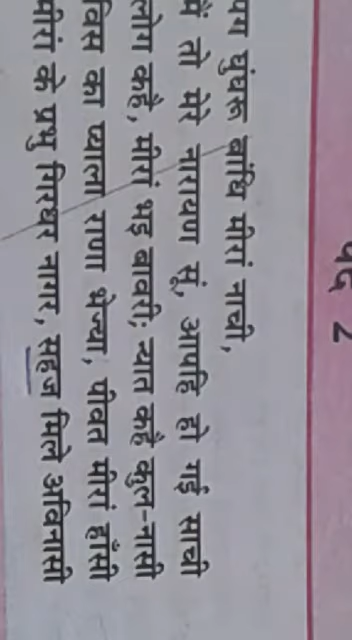 पद 2
पग घुंघरू बांधि मीरां नाची,
मैं तो मेरे नारायण सूं, आपहि हो गई साची
लोग कहै, मीरां भइ बावरी; न्यात कहै कुल-नासी
विस का प्याला राणा भेज्या, पीवत मीरां हाँसी
मीरां के प्रभु गिरधर नागर, सहज मिले अविनासी